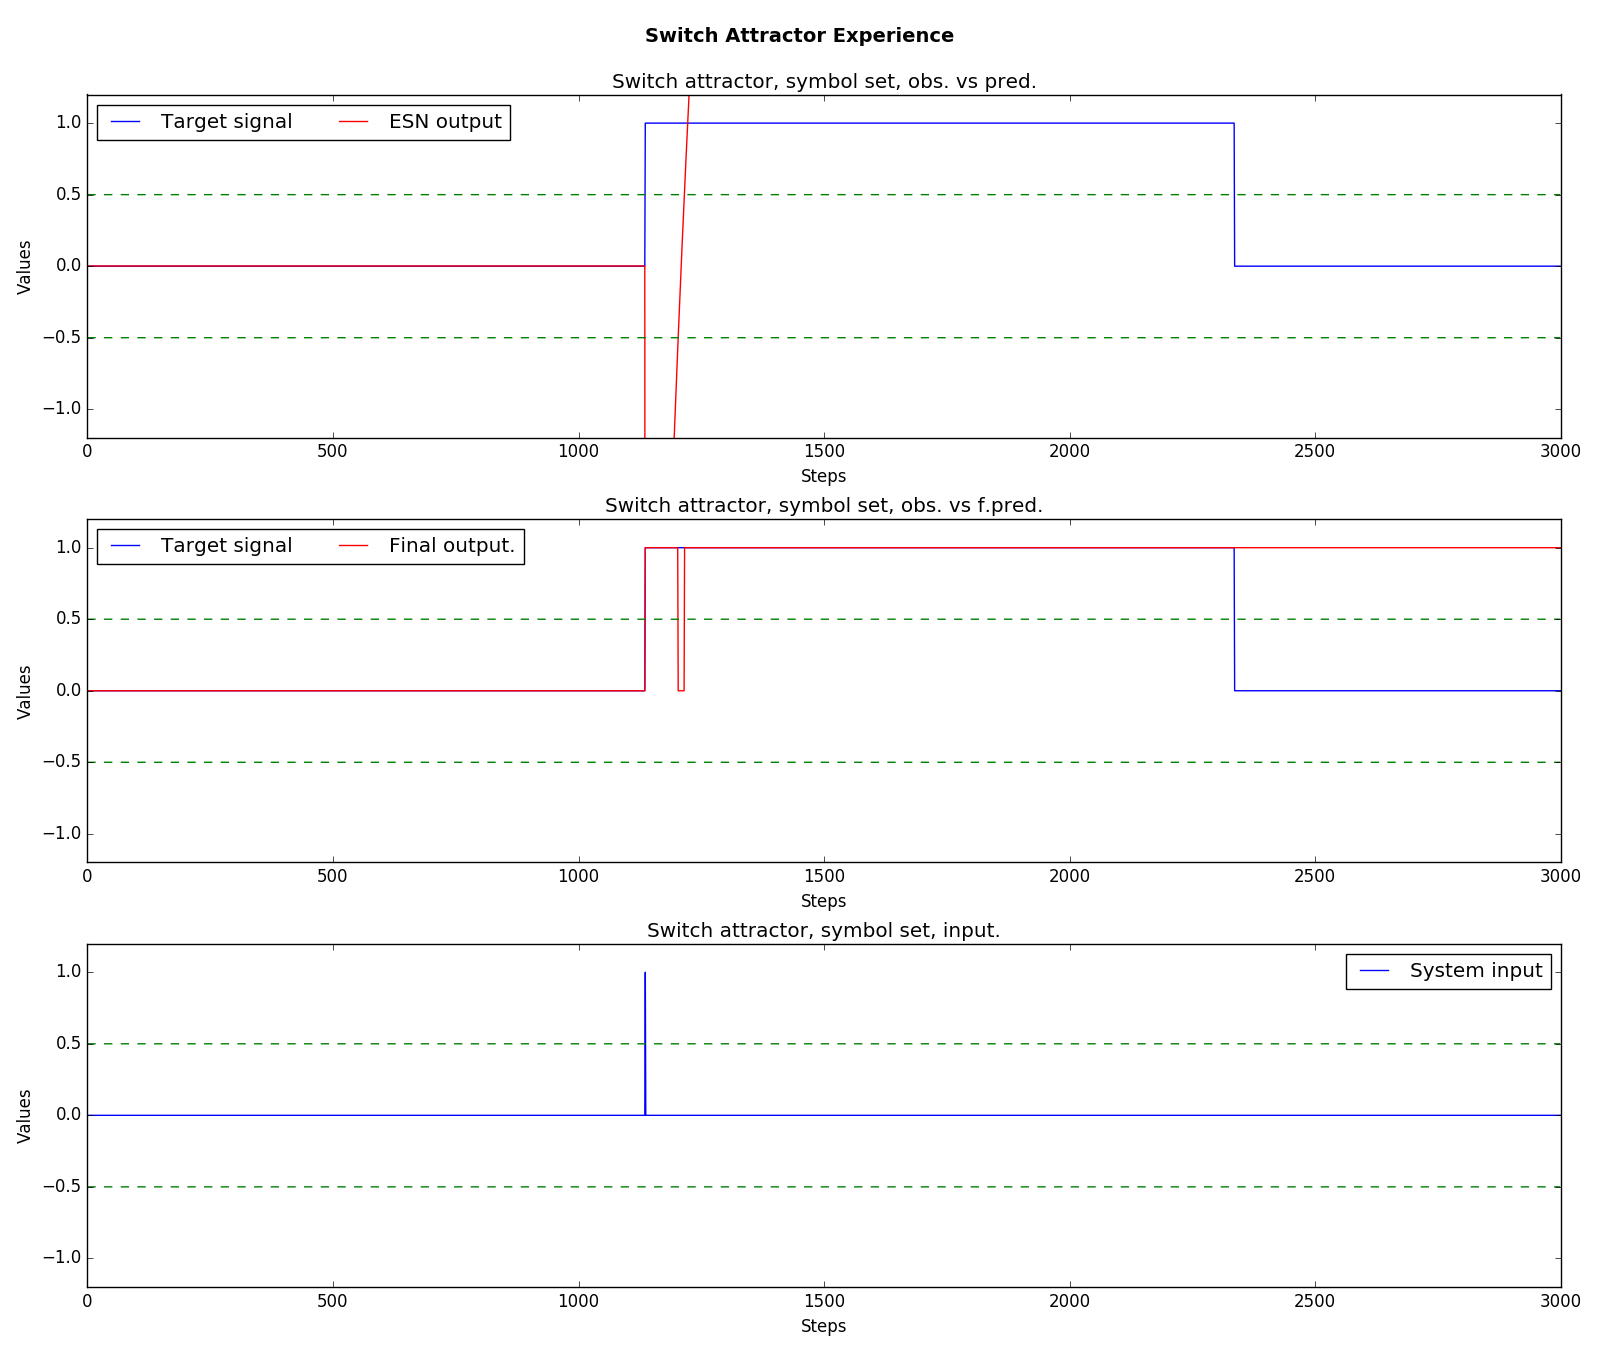 Switch Attractor Experience
Switch attractor, symbol set, obs. vs pred.
Target signal ESN output
1.0
0.5
0.0
−0.5
−1.0
Values
0 500 1000 1500 2000 2500 3000
Steps
Switch attractor, symbol set, obs. vs f.pred.
Target signal Final output.
1.0
0.5
0.0
−0.5
−1.0
Values
0 500 1000 1500 2000 2500 3000
Steps
Switch attractor, symbol set, input.
System input
1.0
0.5
0.0
−0.5
−1.0
Values
0 500 1000 1500 2000 2500 3000
Steps